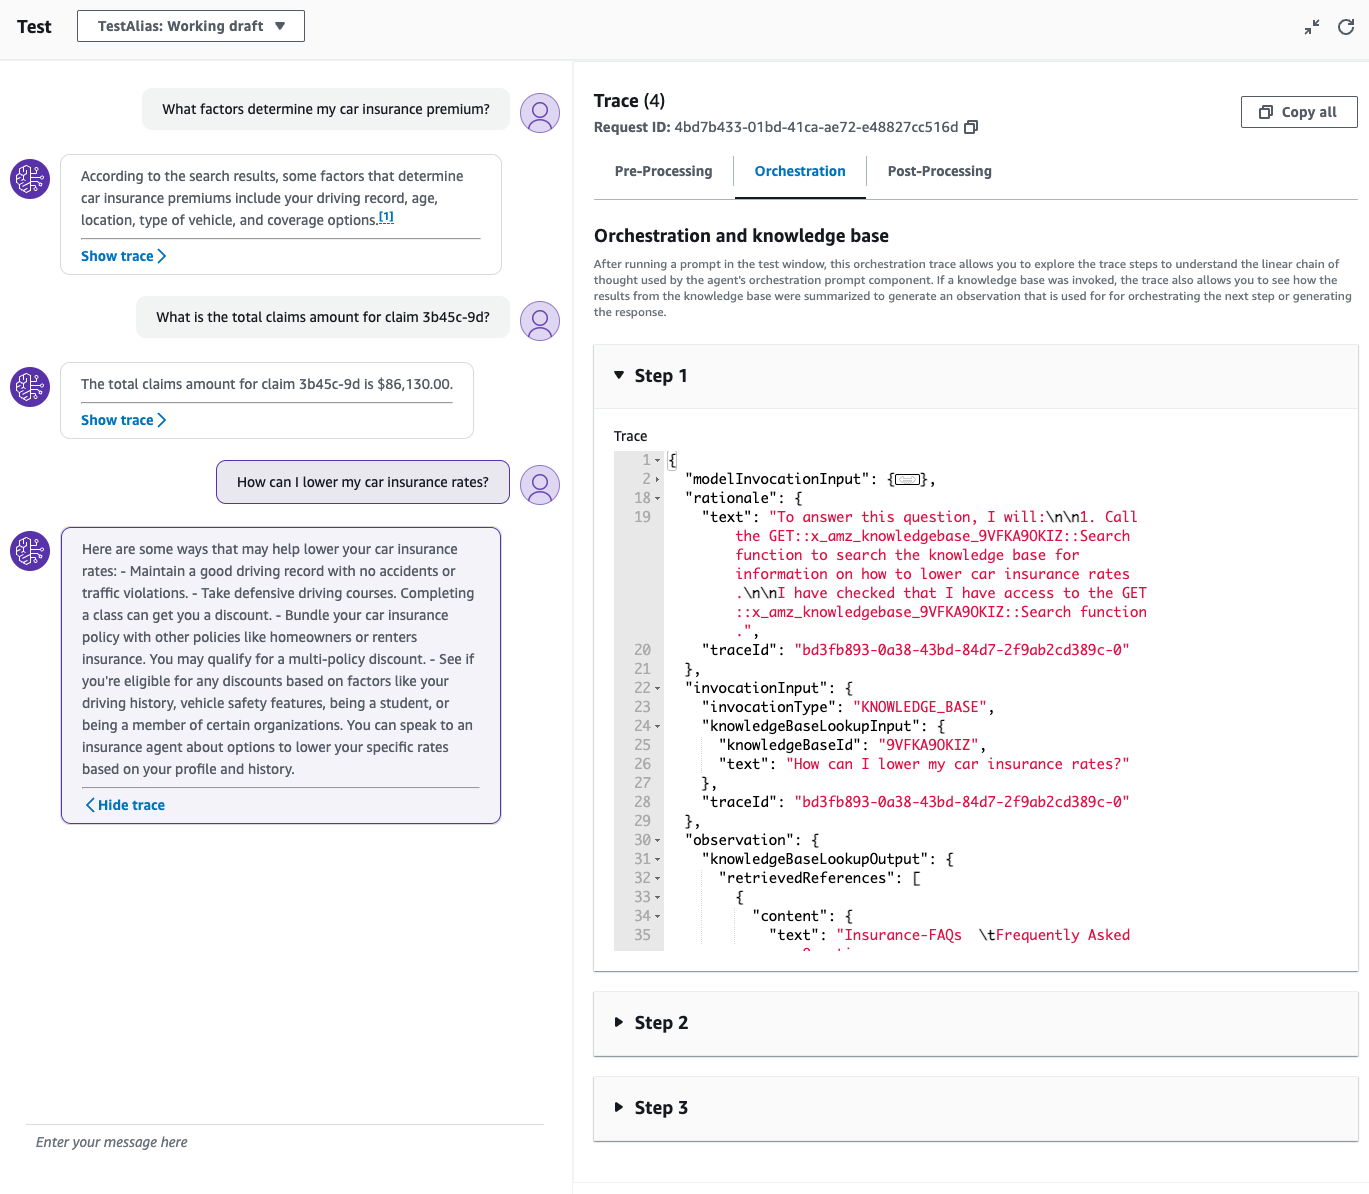 Test
TestAlias: Working draft
What factors determine my car insurance premium?
According to the search results, some factors that determine
car insurance premiums include your driving record, age,
location, type of vehicle, and coverage options.[1]
Show trace
What is the total claims amount for claim 3b45c-9d?
The total claims amount for claim 3b45c-9d is $86,130.00.
Show trace
How can I lower my car insurance rates?
Here are some ways that may help lower your car insurance
rates: - Maintain a good driving record with no accidents or
traffic violations. - Take defensive driving courses. Completing
a class can get you a discount. - Bundle your car insurance
policy with other policies like homeowners or renters
insurance. You may qualify for a multi-policy discount. - See if
you're eligible for any discounts based on factors like your
driving history, vehicle safety features, being a student, or
being a member of certain organizations. You can speak to an
insurance agent about options to lower your specific rates
based on your profile and history.
Hide trace
Enter your message here
Trace (4)
Request ID: 4bd7b433-01bd-41ca-ae72-e48827cc516d
Copy all
Pre-Processing
Orchestration
Post-Processing
Orchestration and knowledge base
After running a prompt in the test window, this orchestration trace allows you to explore the trace steps to understand the linear chain of
thought used by the agent's orchestration prompt component. If a knowledge base was invoked, the trace also allows you to see how the
results from the knowledge base were summarized to generate an observation that is used for for orchestrating the next step or generating
the response.
Step 1
Trace
1 {
2 "modelInvocationInput": {},
18 "rationale": {
19 "text": "To answer this question, I will:\n\n1. Call
the GET::x_amz_knowledgebase_9VFKA9OKIZ::Search
function to search the knowledge base for
information on how to lower car insurance rates
.\n\nI have checked that I have access to the GET
::x_amz_knowledgebase_9VFKA9OKIZ::Search function
.",
20 "traceId": "bd3fb893-0a38-43bd-84d7-2f9ab2cd389c-0"
21 },
22 "invocationInput": {
23 "invocationType": "KNOWLEDGE_BASE",
24 "knowledgeBaseLookupInput": {
25 "knowledgeBaseId": "9VFKA9OKIZ",
26 "text": "How can I lower my car insurance rates?"
27 },
28 "traceId": "bd3fb893-0a38-43bd-84d7-2f9ab2cd389c-0"
29 },
30 "observation": {
31 "knowledgeBaseLookupOutput": {
32 "retrievedReferences": [
33 {
34 "content": {
35 "text": "Insurance-FAQs \tFrequently Asked
Step 2
Step 3